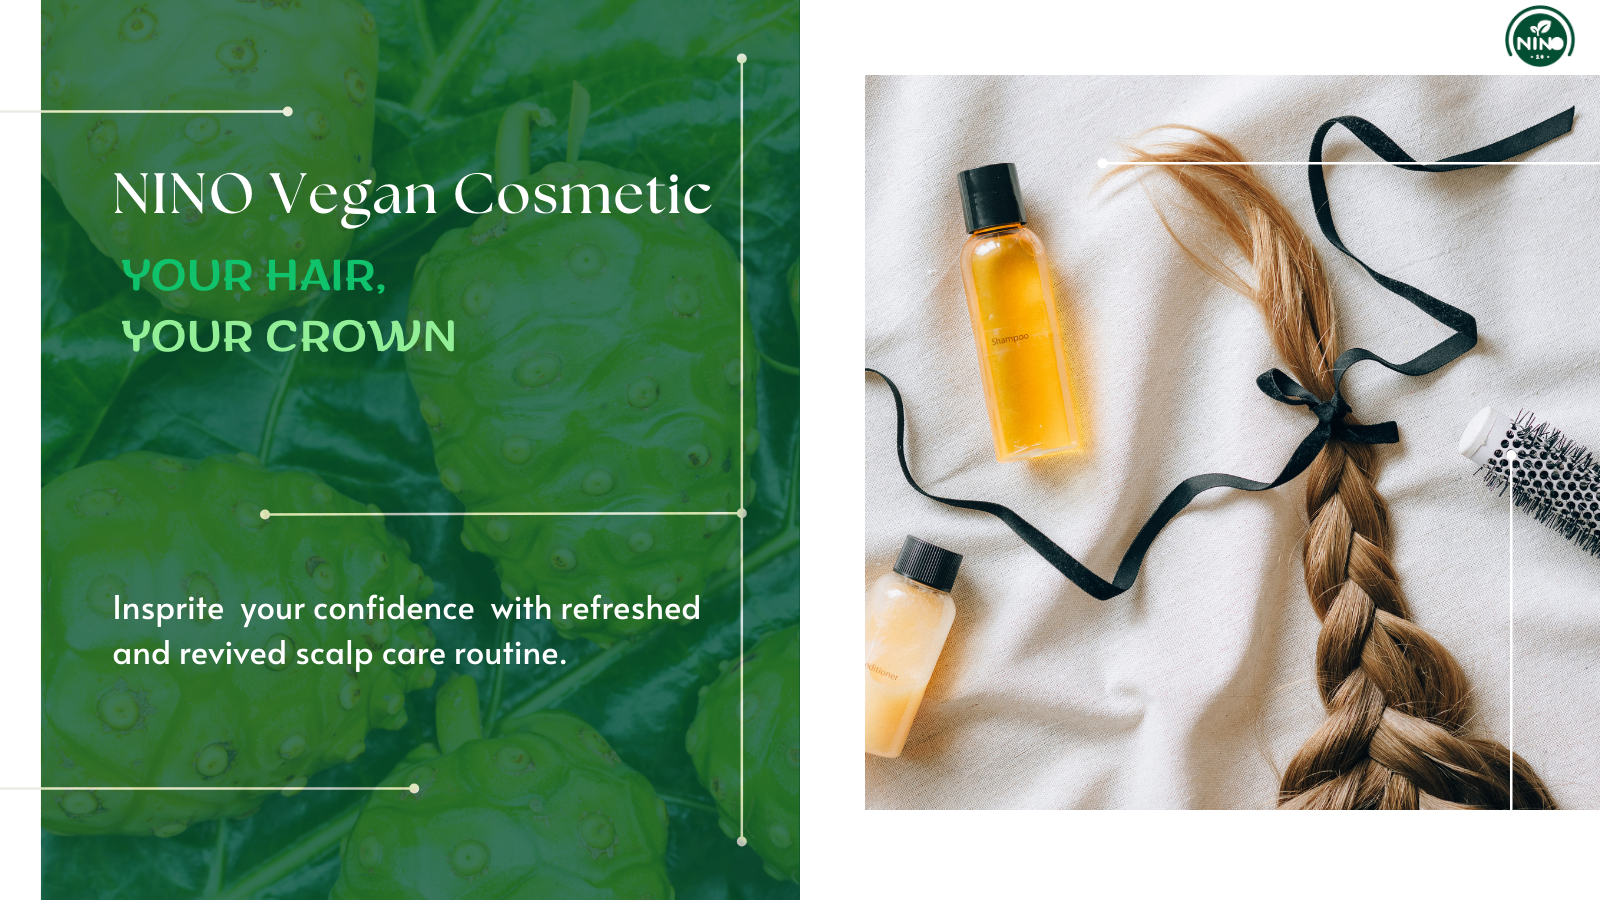 NINO Vegan Cosmetic
YOUR HAIR,
YOUR CROWN
Insprite your confidence with refreshed
and revived scalp care routine.
NINO
Shampoo
nditioner